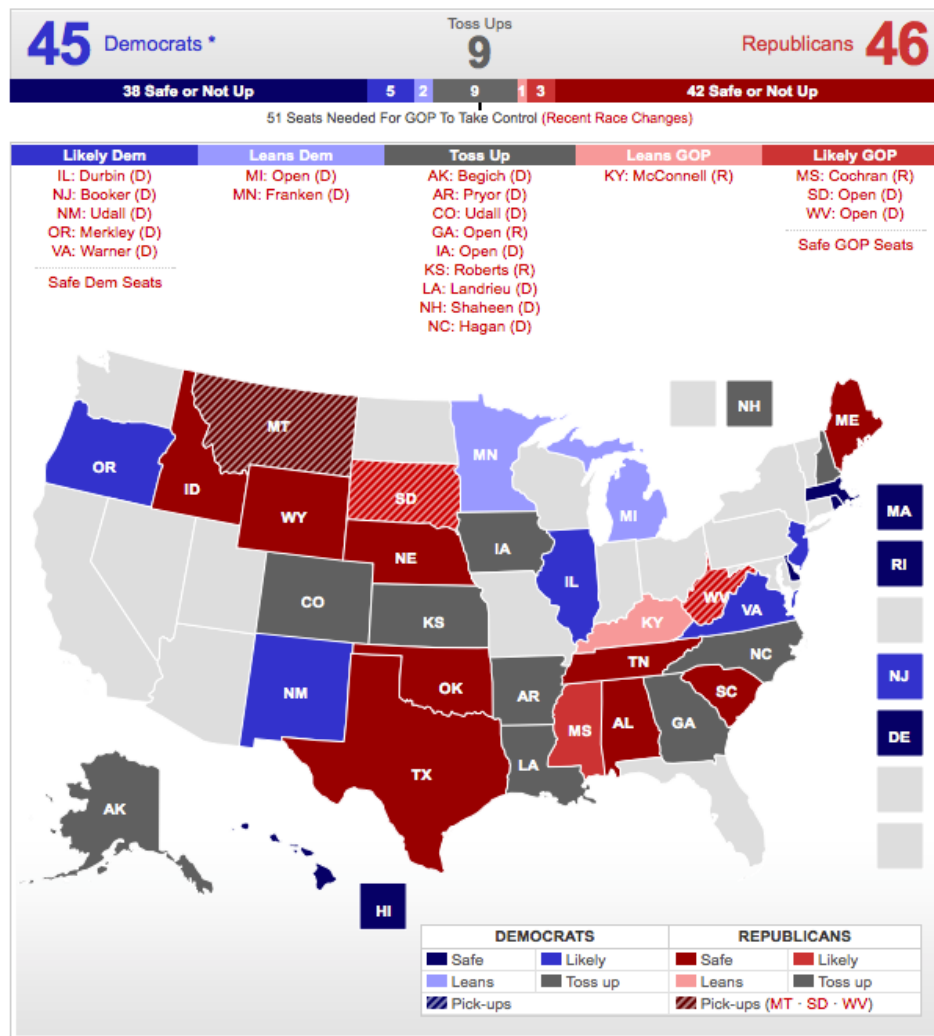 45 Democrats * Toss Ups 9 Republicans 46
38 Safe or Not Up 5 2 9 1 3 42 Safe or Not Up
51 Seats Needed For GOP To Take Control (Recent Race Changes)
Likely Dem Leans Dem Toss Up Leans GOP Likely GOP
IL: Durbin (D) MI: Open (D) AK: Begich (D) KY: McConnell (R) MS: Cochran (R)
NJ: Booker (D) MN: Franken (D) AR: Pryor (D) SD: Open (D)
NM: Udall (D) CO: Udall (D) WV: Open (D)
OR: Merkley (D) GA: Open (R)
VA: Warner (D) IA: Open (D) Safe GOP Seats
Safe Dem Seats KS: Roberts (R)
LA: Landrieu (D)
NH: Shaheen (D)
NC: Hagan (D)
NH
ME
MT
MN
OR
ID
SD
WY
MI
MA
IA
NE
RI
IL
CO
WV
VA
KS
KY
NC
TN
NJ
OK
NM
AR
SC
MS
AL
GA
DE
LA
TX
AK
HI
DEMOCRATS REPUBLICANS
Safe Likely Safe Likely
Leans Toss up Leans Toss up
Pick-ups Pick-ups (MT · SD · WV)